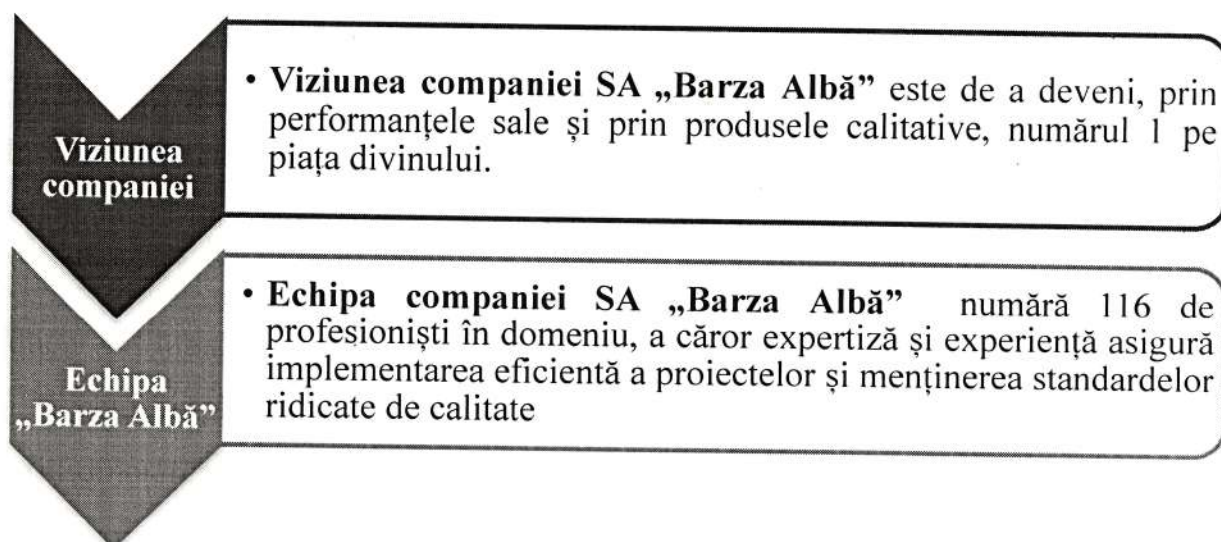 Viziunea
companiei
• Viziunea companiei SA „Barza Albă” este de a deveni, prin
performanțele sale și prin produsele calitative, numărul 1 pe
piața divinului.
Echipa
„Barza Albă”
• Echipa companiei SA „Barza Albă” numără 116 de
profesioniști în domeniu, a căror expertiză și experiență asigură
implementarea eficientă a proiectelor și menținerea standardelor
ridicate de calitate